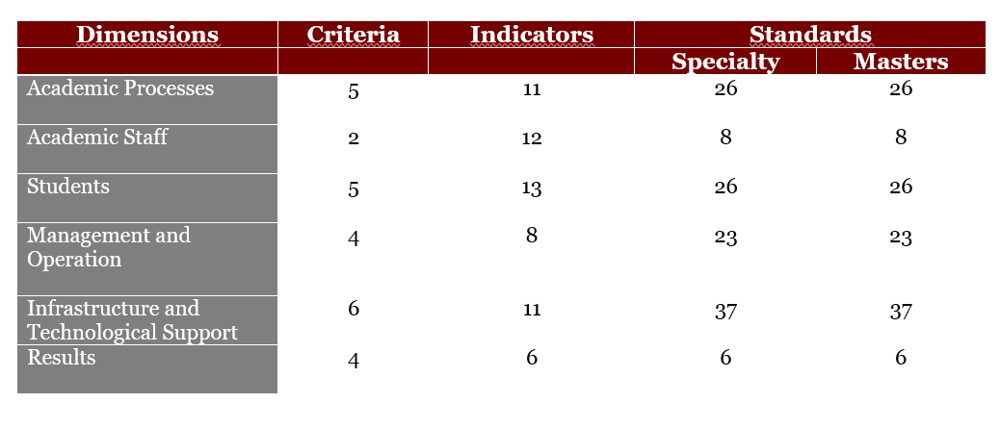 Dimensions Criteria Indicators Standards
Specialty Masters
Academic Processes 5 11 26 26
Academic Staff 2 12 8 8
Students 5 13 26 26
Management and
Operation 4 8 23 23
Infrastructure and
Technological Support 6 11 37 37
Results 4 6 6 6